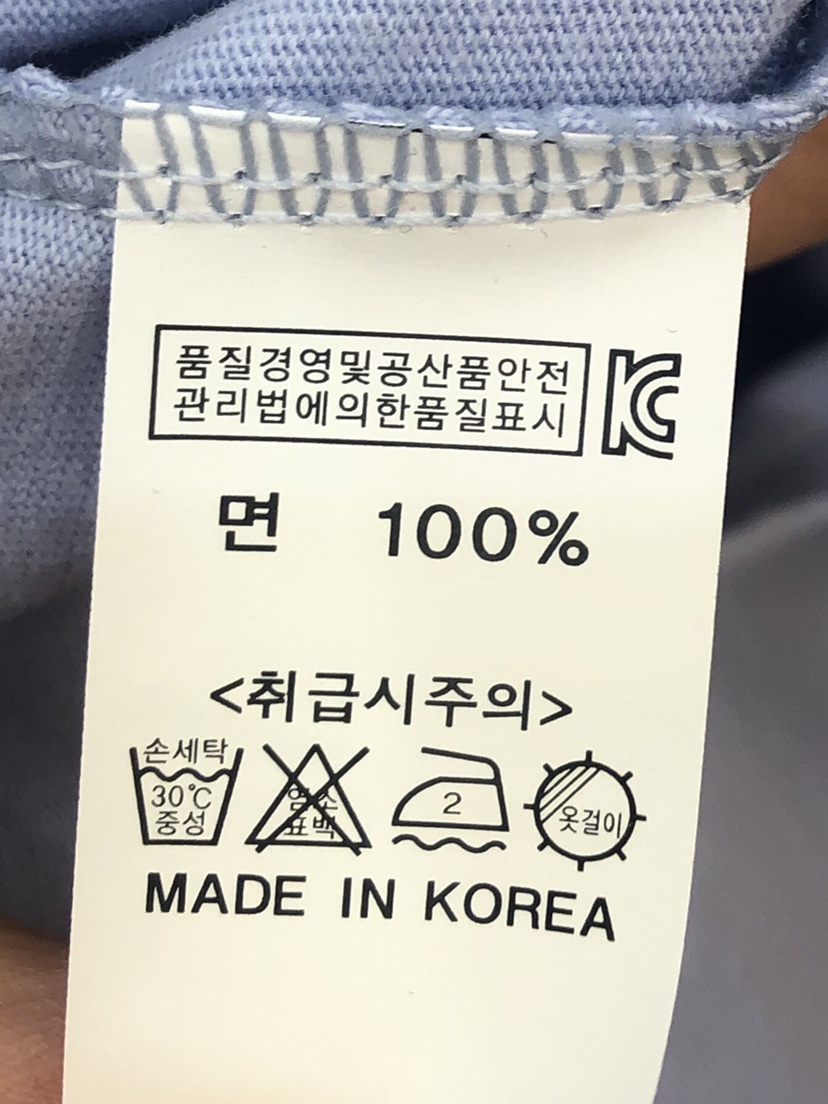 품질경영및공산품안전
관리법에의한품질표시
KC
면 100%
<취급시주의>
손세탁
30℃
중성
염소
표백
2
옷걸이
MADE IN KOREA